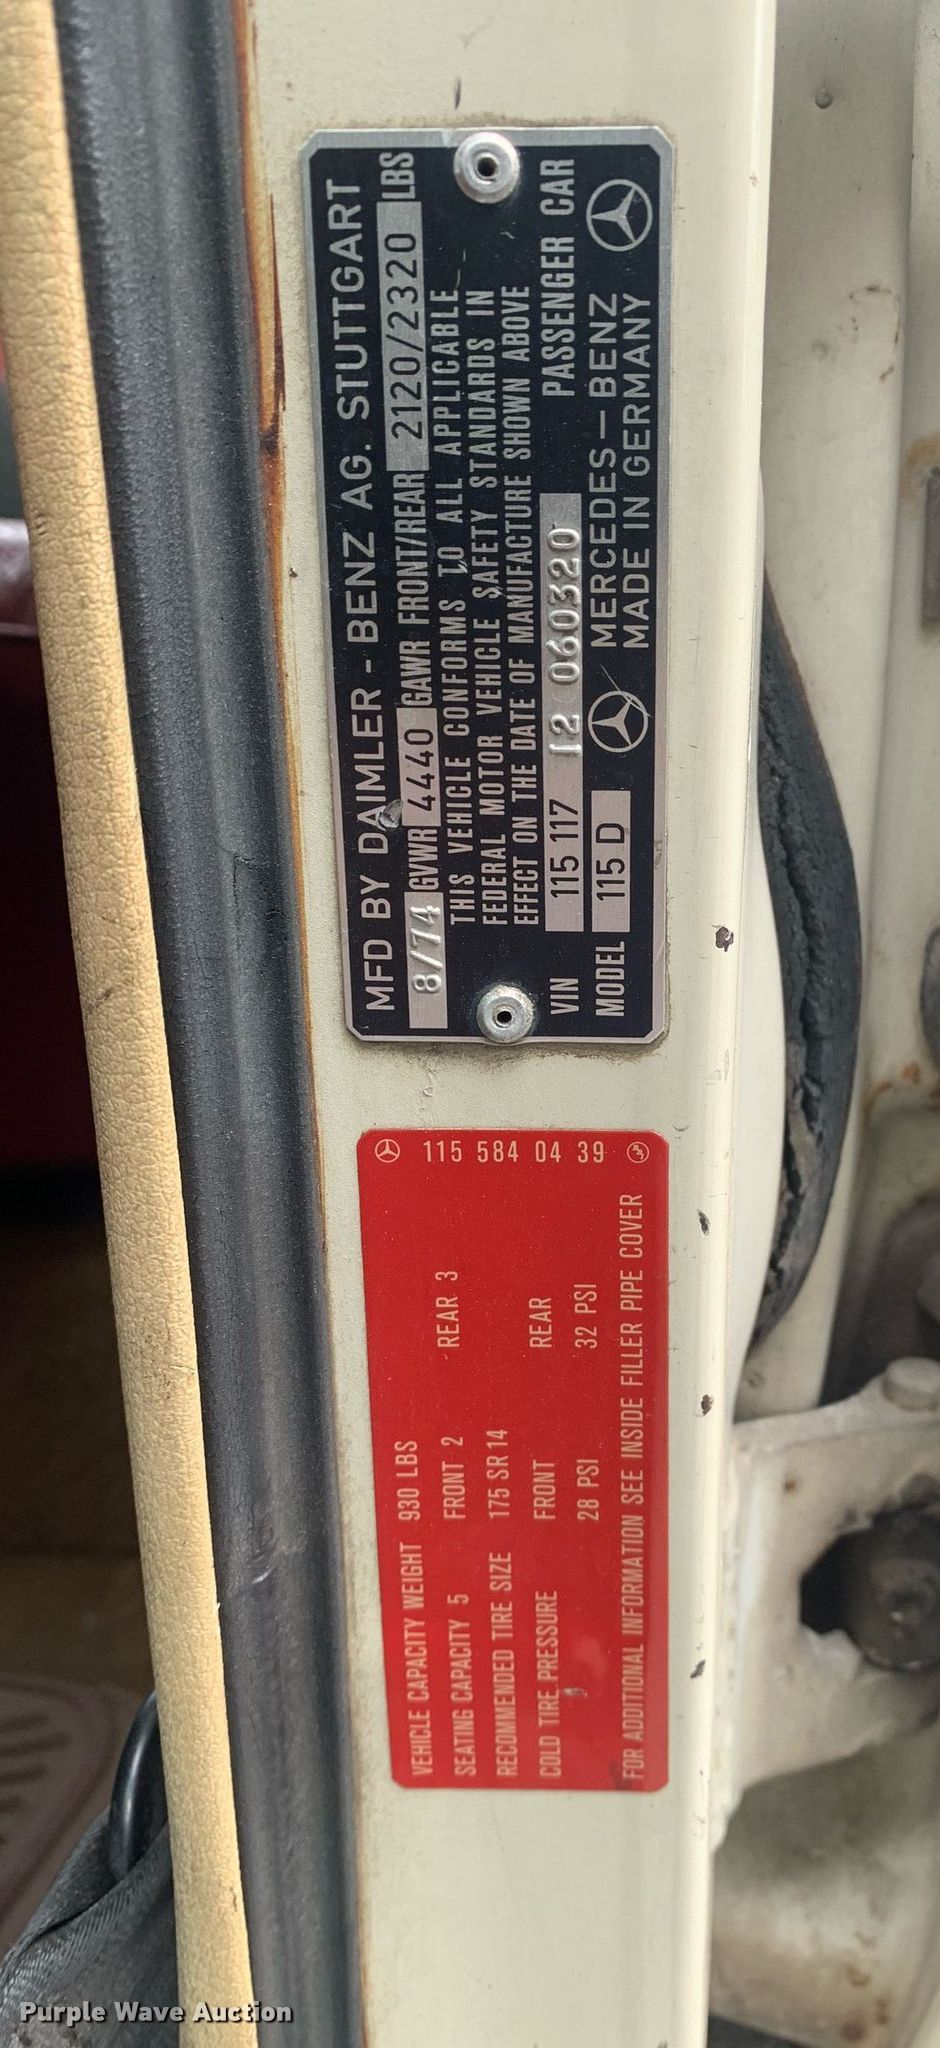 MFD BY DAIMLER-BENZ AG. STUTTGART
8/74 GVWR 4440 GAWR FRONT/REAR 2120/2320 LBS
THIS VEHICLE CONFORMS TO ALL APPLICABLE
FEDERAL MOTOR VEHICLE SAFETY STANDARDS IN
EFFECT ON THE DATE OF MANUFACTURE SHOWN ABOVE
VIN 115 117 12 060320 PASSENGER CAR
MODEL 115 D MERCEDES-BENZ
MADE IN GERMANY
115 584 04 39
VEHICLE CAPACITY WEIGHT 930 LBS
SEATING CAPACITY 5 FRONT 2 REAR 3
RECOMMENDED TIRE SIZE 175 SR 14
COLD TIRE PRESSURE FRONT REAR
28 PSI 32 PSI
FOR ADDITIONAL INFORMATION SEE INSIDE FILLER PIPE COVER
Purple Wave Auction